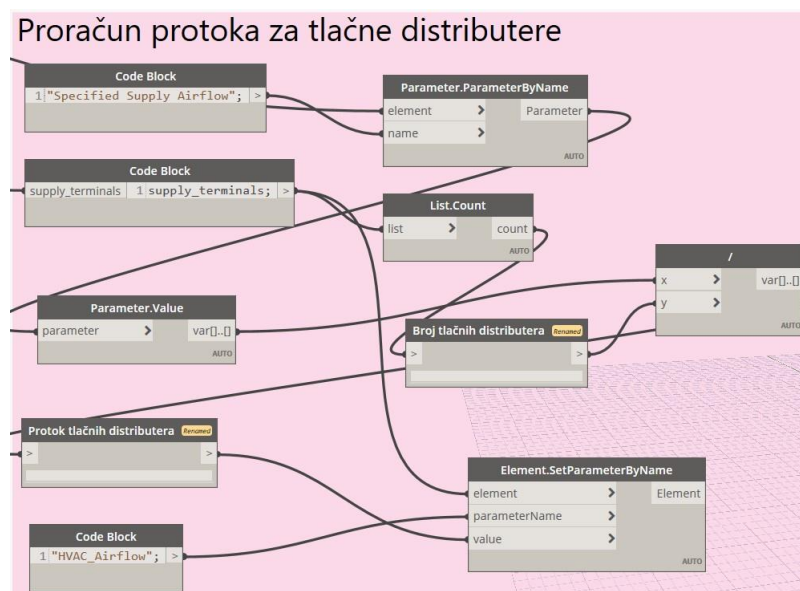 Proračun protoka za tlačne distributere
Code Block
1 "Specified Supply Airflow"; >
Parameter.ParameterByName
element > Parameter
name >
AUTO
Code Block
supply_terminals 1 supply_terminals; >
List.Count
list > count
AUTO
/
x > var[]..[]
y >
AUTO
Parameter.Value
parameter > var[]..[]
AUTO
Broj tlačnih distributera Renamed
> >
Protok tlačnih distributera Renamed
> >
Element.SetParameterByName
element > Element
parameterName >
value >
AUTO
Code Block
1 "HVAC_Airflow"; >